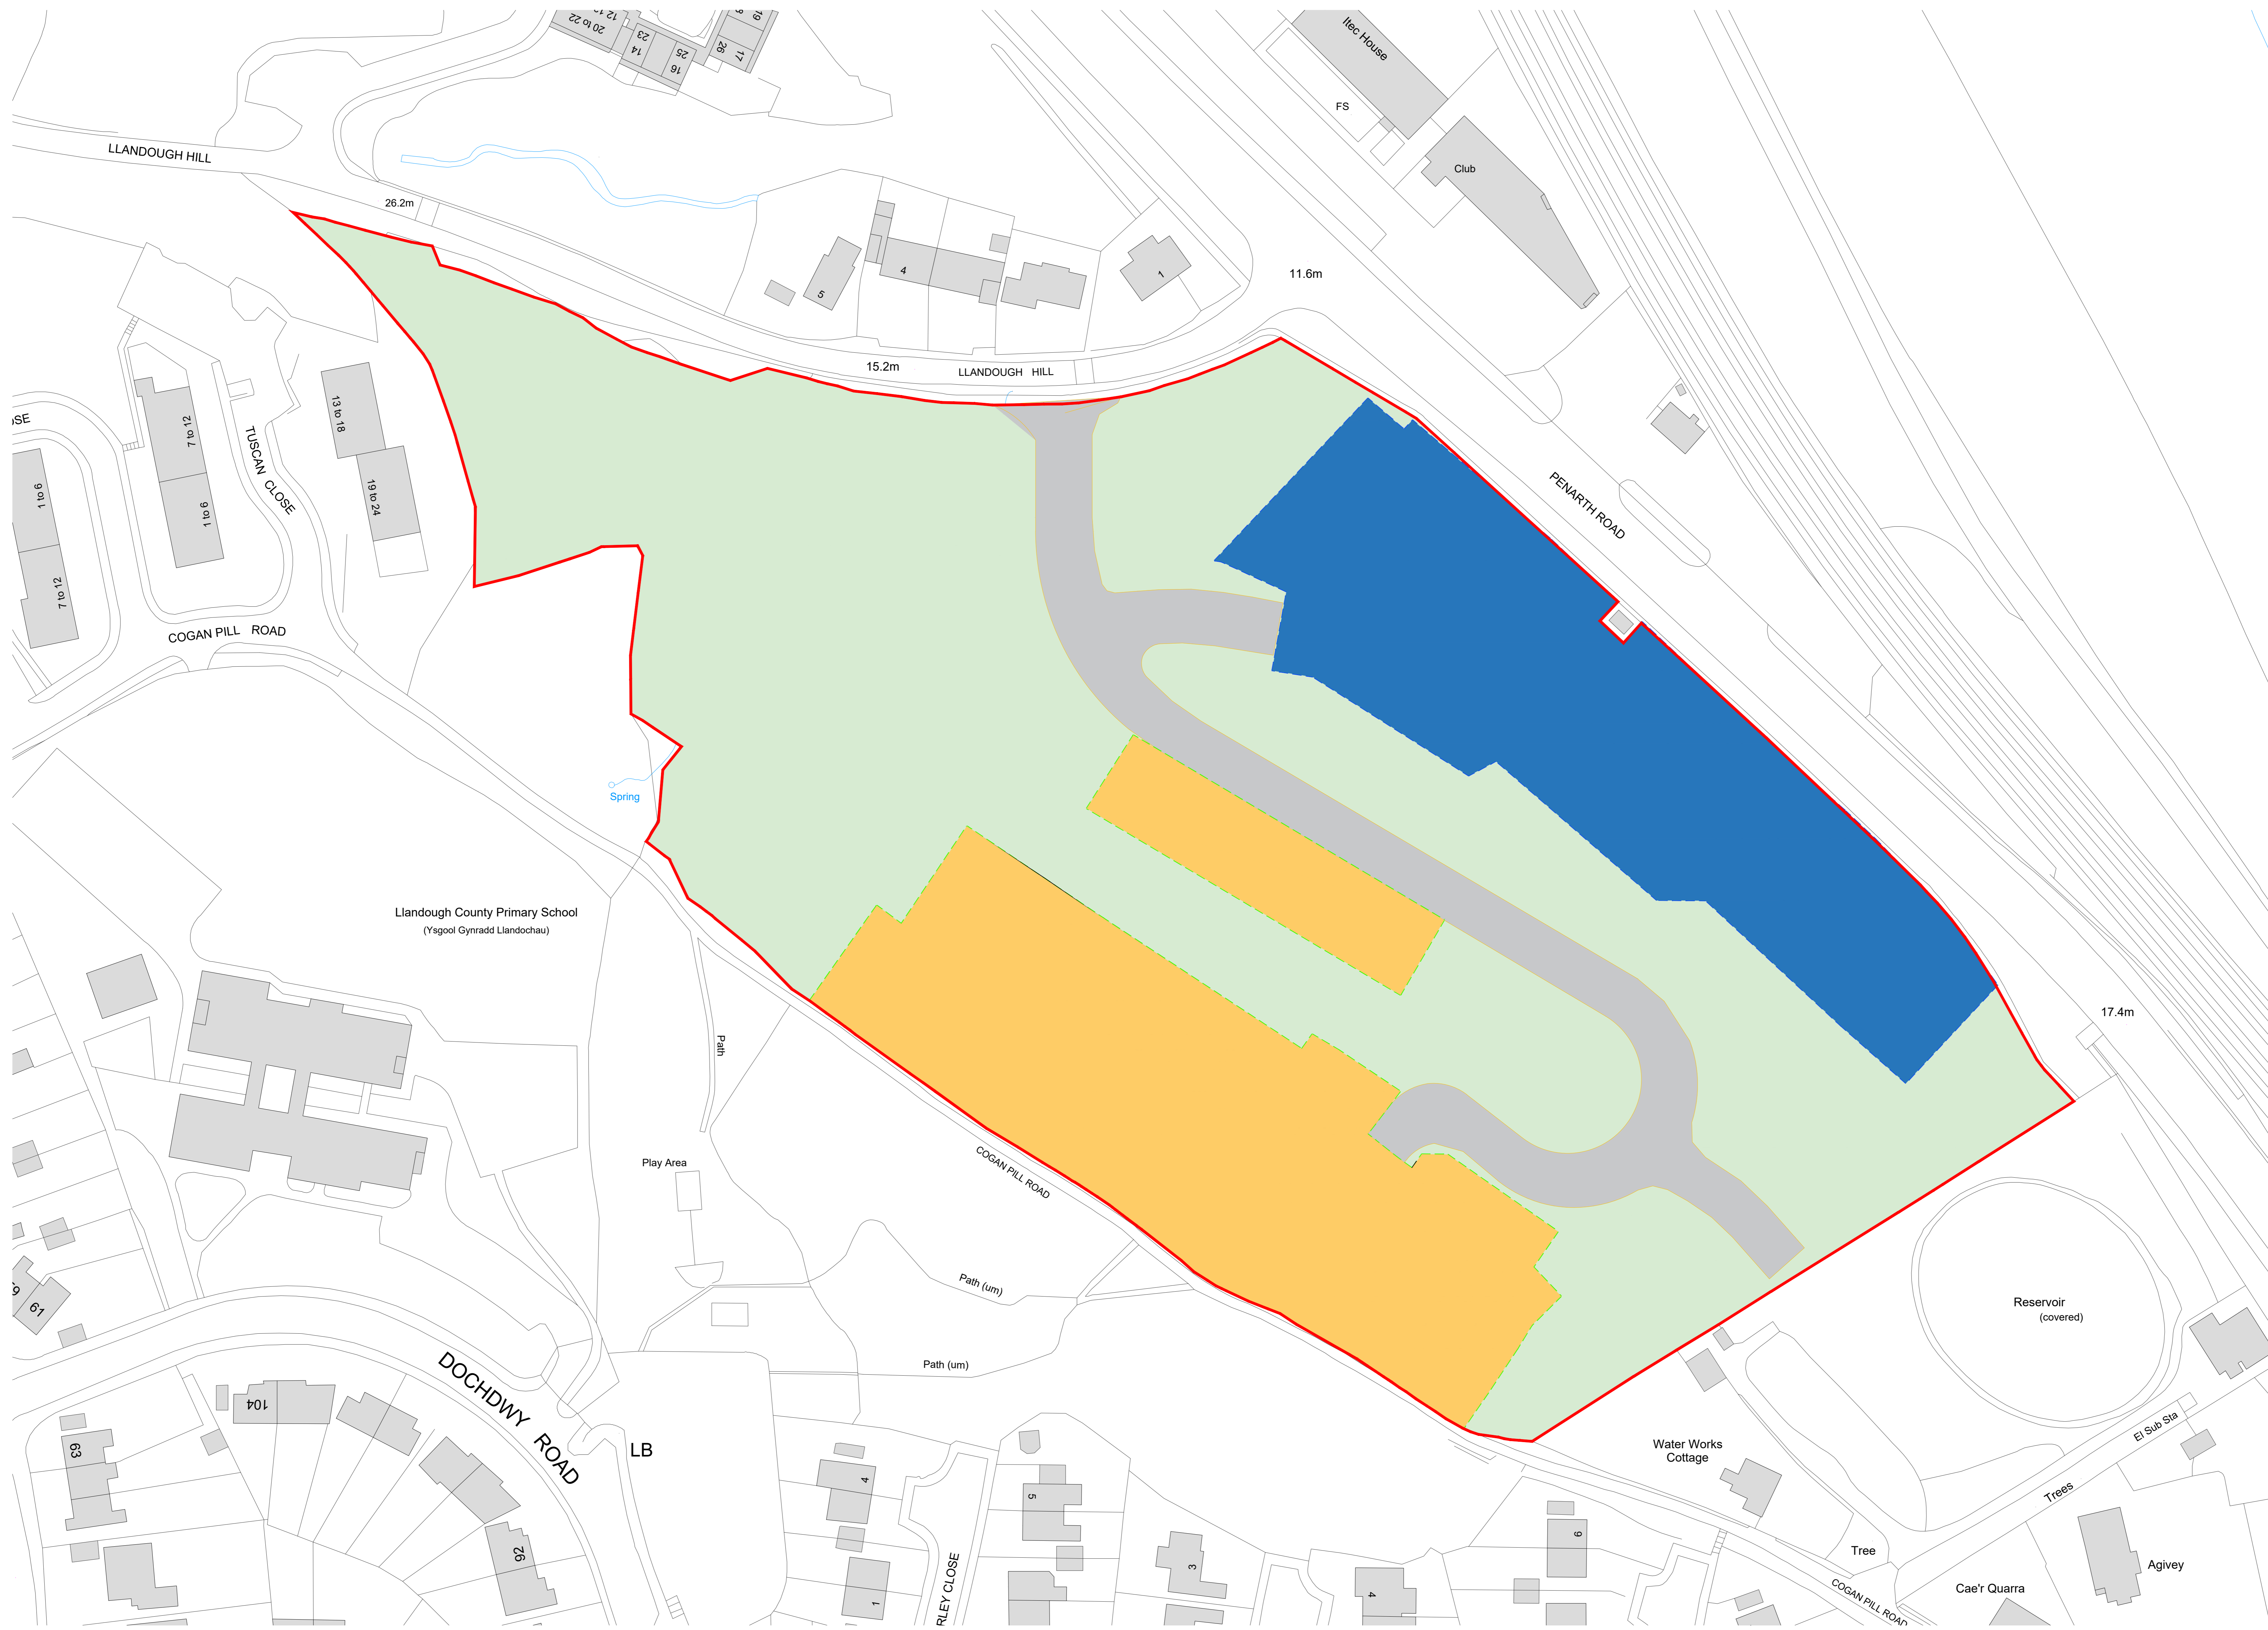 20 to 22
23
14
25
16
19
26
17
Itec House
FS
Club
LLANDOUGH HILL
26.2m
5
4
1
11.6m
15.2m
LLANDOUGH HILL
PENARTH ROAD
13 to 18
19 to 24
7 to 12
1 to 6
TUSCAN CLOSE
1 to 6
7 to 12
COGAN PILL ROAD
Spring
Llandough County Primary School
(Ysgool Gynradd Llandochau)
Path
Play Area
COGAN PILL ROAD
17.4m
Path (um)
Path (um)
Reservoir
(covered)
61
DOCHDWY ROAD
LB
104
63
92
4
1
5
3
4
6
RLEY CLOSE
Water Works
Cottage
El Sub Sta
Trees
Tree
Agivey
Cae'r Quarra
COGAN PILL ROAD